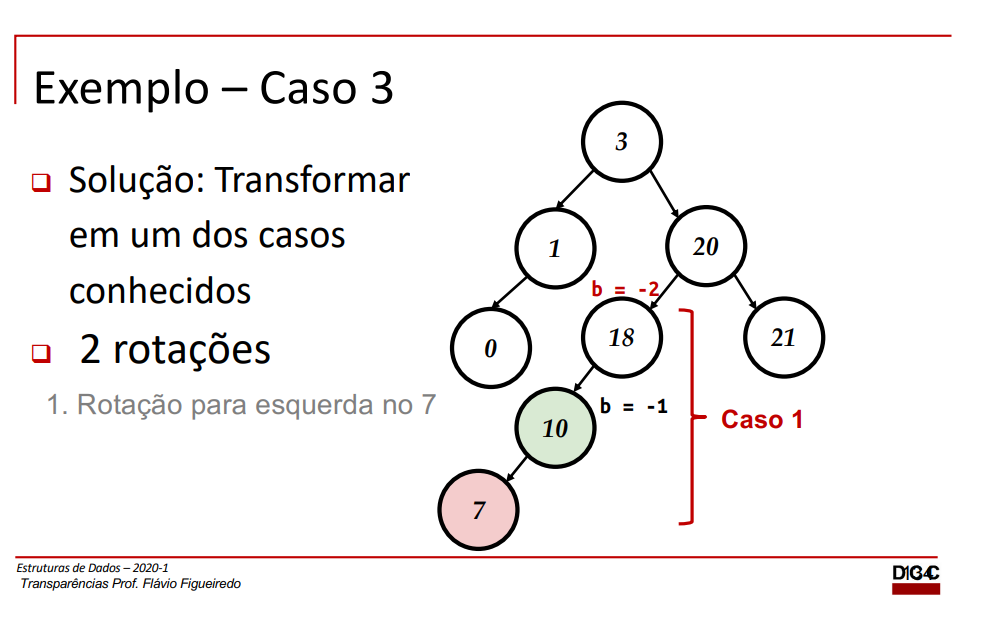 Exemplo – Caso 3
Solução: Transformar
em um dos casos
conhecidos
2 rotações
1. Rotação para esquerda no 7
3
1
20
b = -2
0
18
21
10
b = -1
Caso 1
7
Estruturas de Dados – 2020-1
Transparências Prof. Flávio Figueiredo